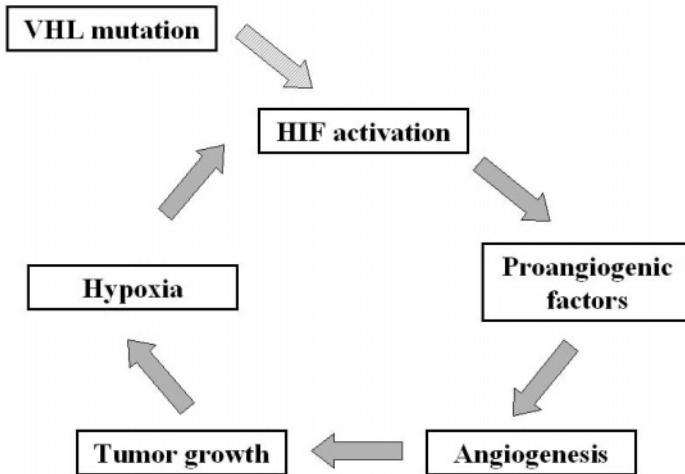 VHL mutation
HIF activation
Proangiogenic
factors
Hypoxia
Tumor growth
Angiogenesis